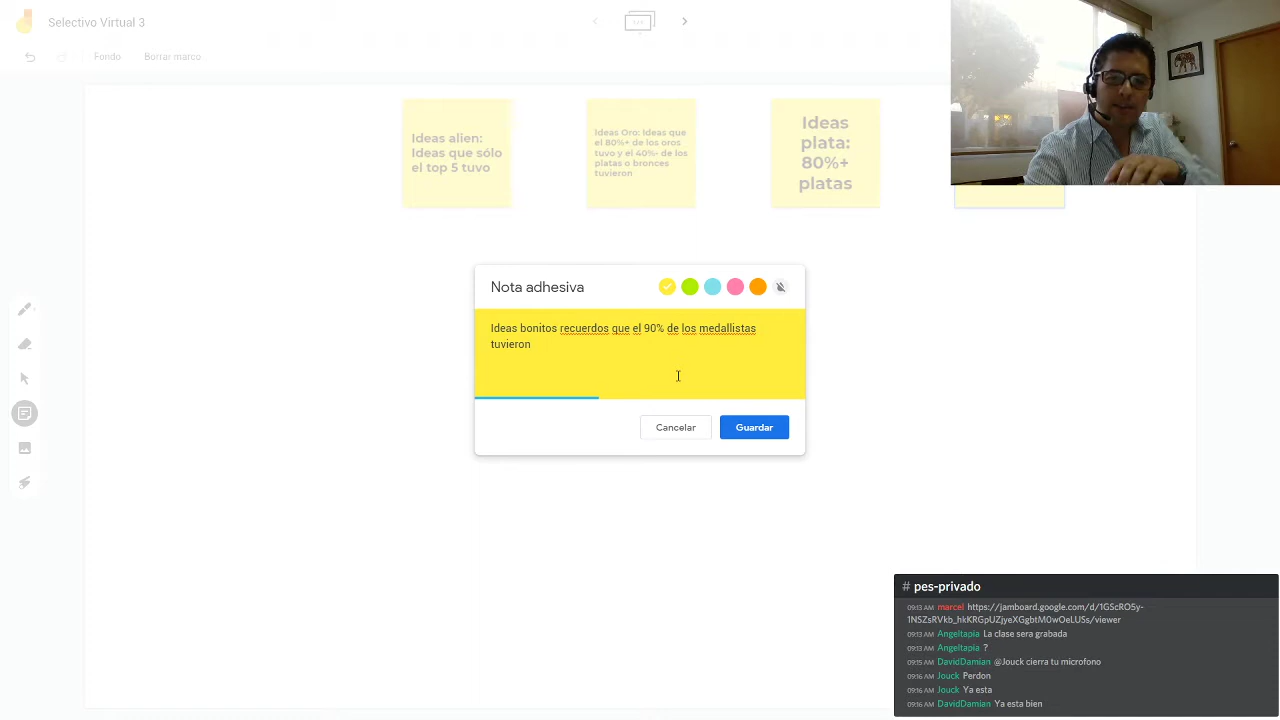 Selectivo Virtual 3
Fondo
Borrar marco
Ideas alien:
Ideas que sólo
el top 5 tuvo
Ideas Oro: Ideas que
el 80%+ de los oros
tuvo y el 40%- de los
platas o bronces
tuvieron
Ideas
plata:
80%+
platas
Nota adhesiva
Ideas bonitos recuerdos que el 90% de los medallistas
tuvieron
Cancelar
Guardar
# pes-privado
09:13 AM marcel https://jamboard.google.com/d/1GScRO5y-
1NSZsRVkb_hkKRGpUZjyeXGgbtM0wOeLUSs/viewer
09:13 AM Angeltapia La clase sera grabada
09:13 AM Angeltapia ?
09:15 AM DavidDamian @Jouck cierra tu microfono
09:16 AM Jouck Perdon
09:16 AM Jouck Ya esta
09:16 AM DavidDamian Ya esta bien